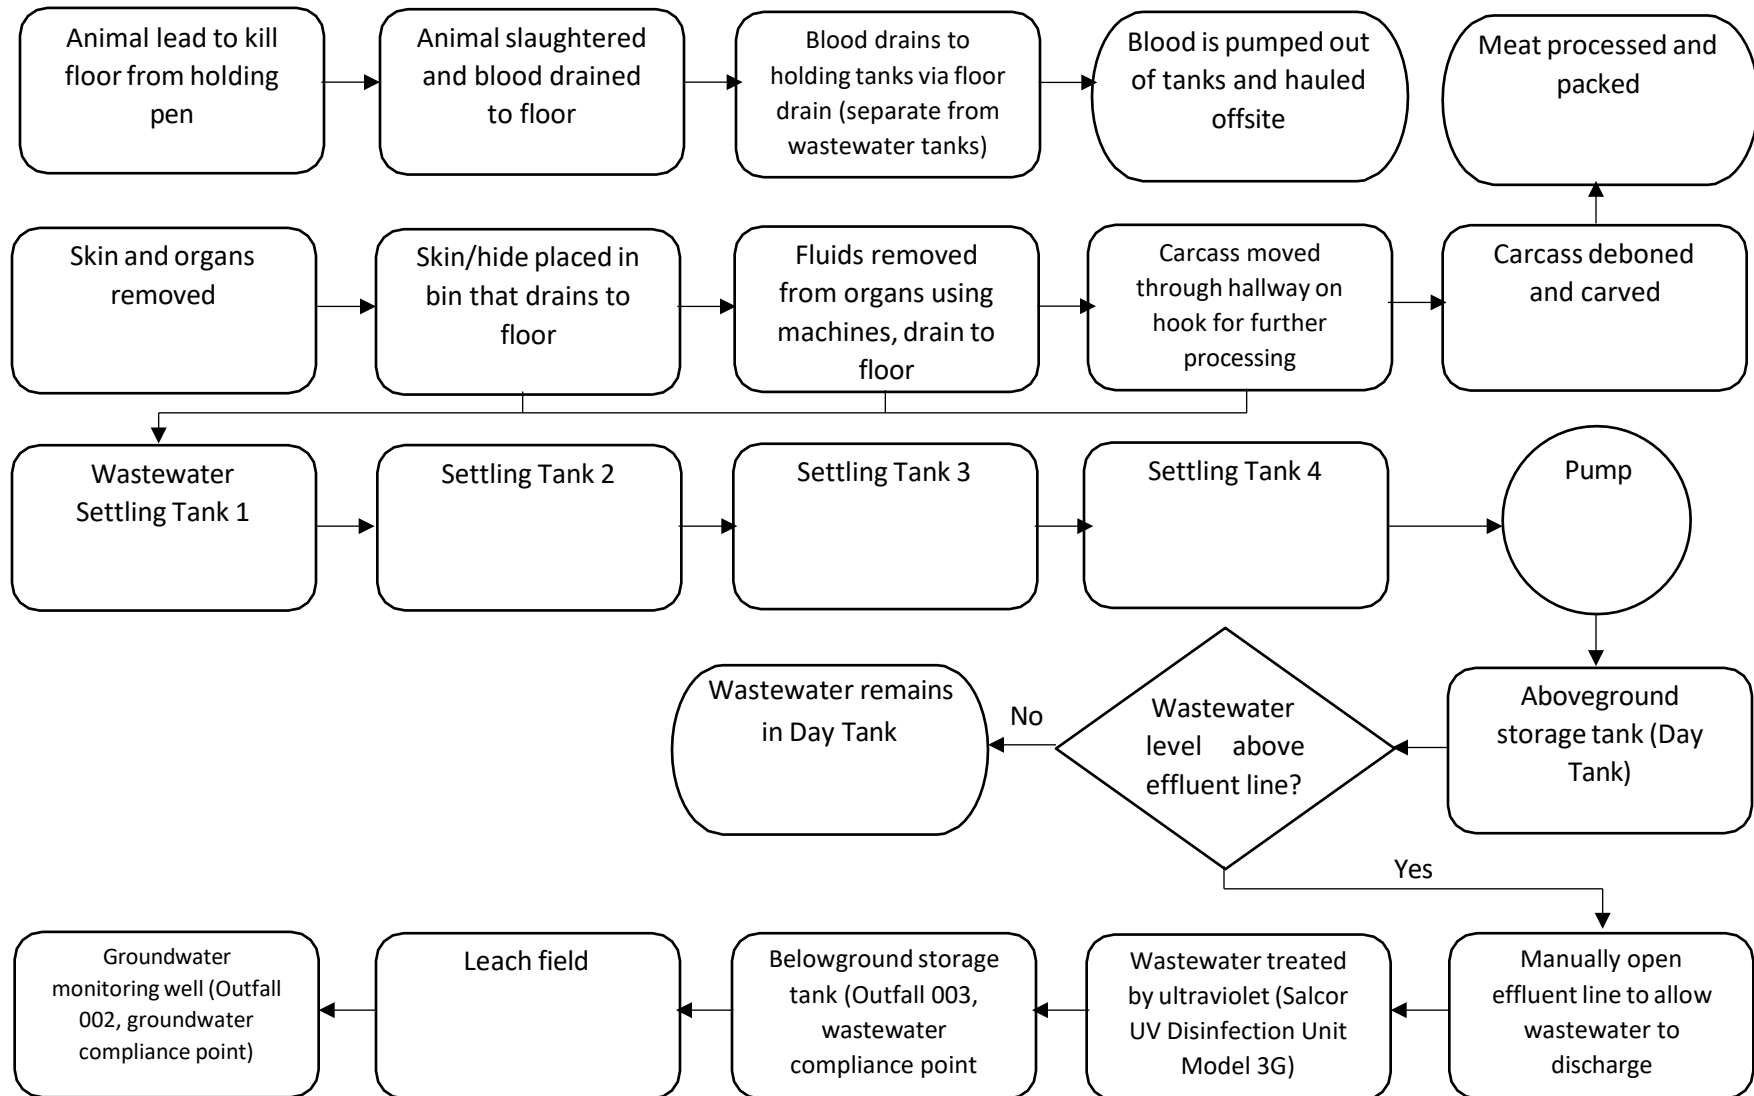 Animal lead to kill
floor from holding
pen
Animal slaughtered
and blood drained
to floor
Blood drains to
holding tanks via floor
drain (separate from
wastewater tanks)
Blood is pumped out
of tanks and hauled
offsite
Meat processed and
packed
Skin and organs
removed
Skin/hide placed in
bin that drains to
floor
Fluids removed
from organs using
machines, drain to
floor
Carcass moved
through hallway on
hook for further
processing
Carcass deboned
and carved
Wastewater
Settling Tank 1
Settling Tank 2
Settling Tank 3
Settling Tank 4
Pump
Wastewater remains
in Day Tank
No
Wastewater
level above
effluent line?
Aboveground
storage tank (Day
Tank)
Yes
Groundwater
monitoring well (Outfall
002, groundwater
compliance point)
Leach field
Belowground storage
tank (Outfall 003,
wastewater
compliance point
Wastewater treated
by ultraviolet (Salcor
UV Disinfection Unit
Model 3G)
Manually open
effluent line to allow
wastewater to
discharge